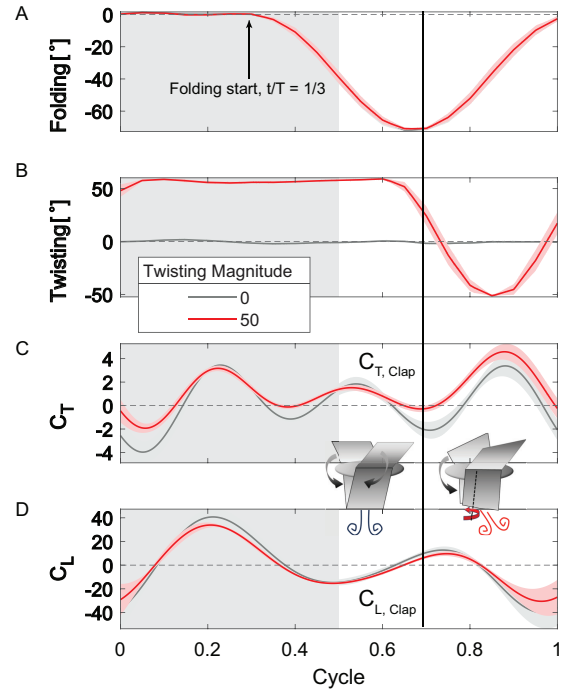 A
Folding [°]
0
-20
-40
-60
Folding start, t/T = 1/3
B
Twisting [°]
50
0
-50
Twisting Magnitude
0
50
C
C_T
4
2
0
-2
-4
C_T, Clap
D
C_L
40
20
0
-20
-40
C_L, Clap
0 0.2 0.4 0.6 0.8 1
Cycle